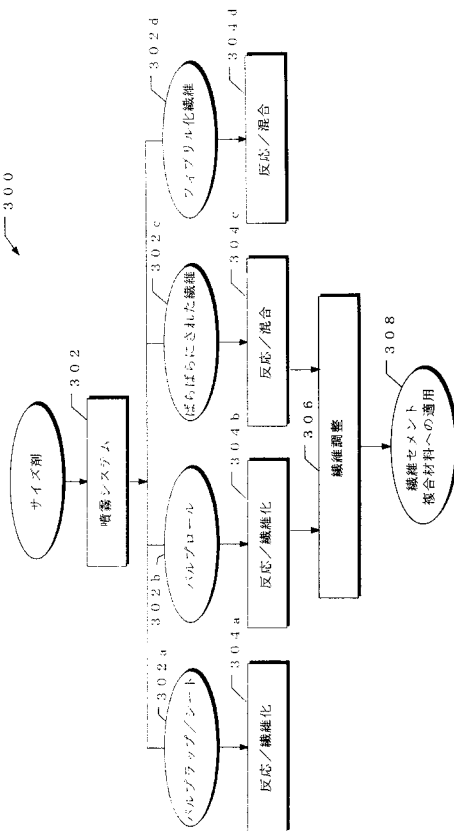 300
サイズ剤
302
噴霧システム
302a
パルプラップ/シート
302b
パルプロール
302c
ばらばらにされた繊維
302d
フィブリル化繊維
304a
反応/繊維化
304b
反応/繊維化
304c
反応/混合
304d
反応/混合
306
繊維調整
308
繊維セメント
複合材料への適用